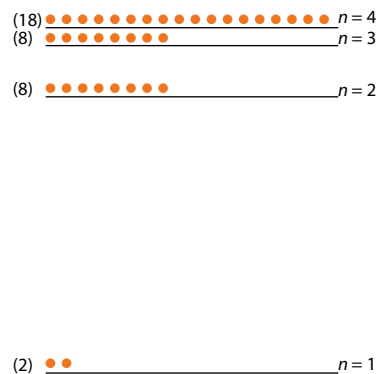 (18) n = 4
(8) n = 3
(8) n = 2
(2) n = 1